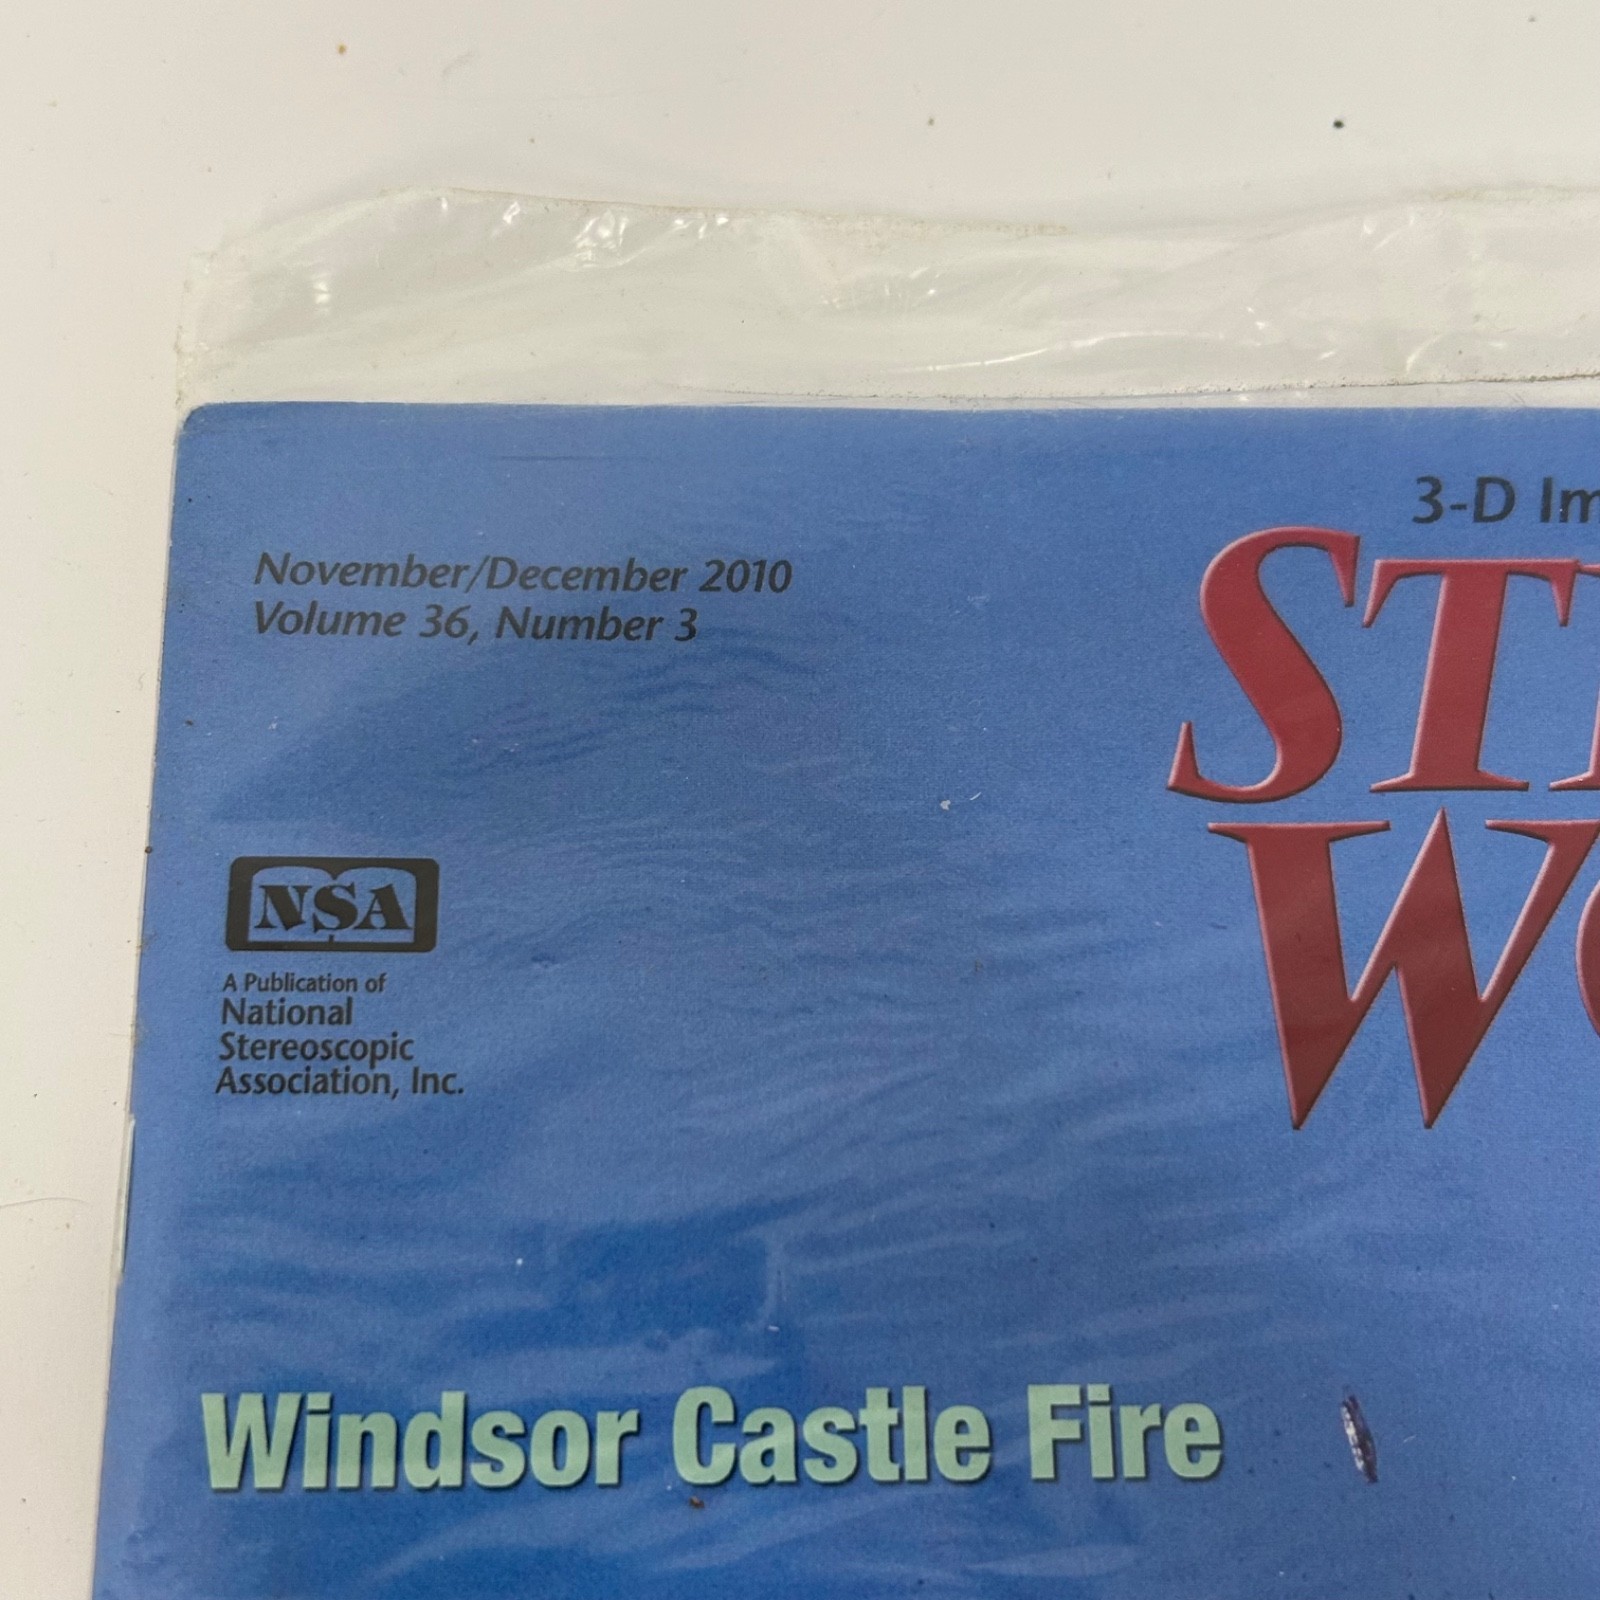 November/December 2010
Volume 36, Number 3
3-D Im
ST
W
NSA
A Publication of
National
Stereoscopic
Association, Inc.
Windsor Castle Fire